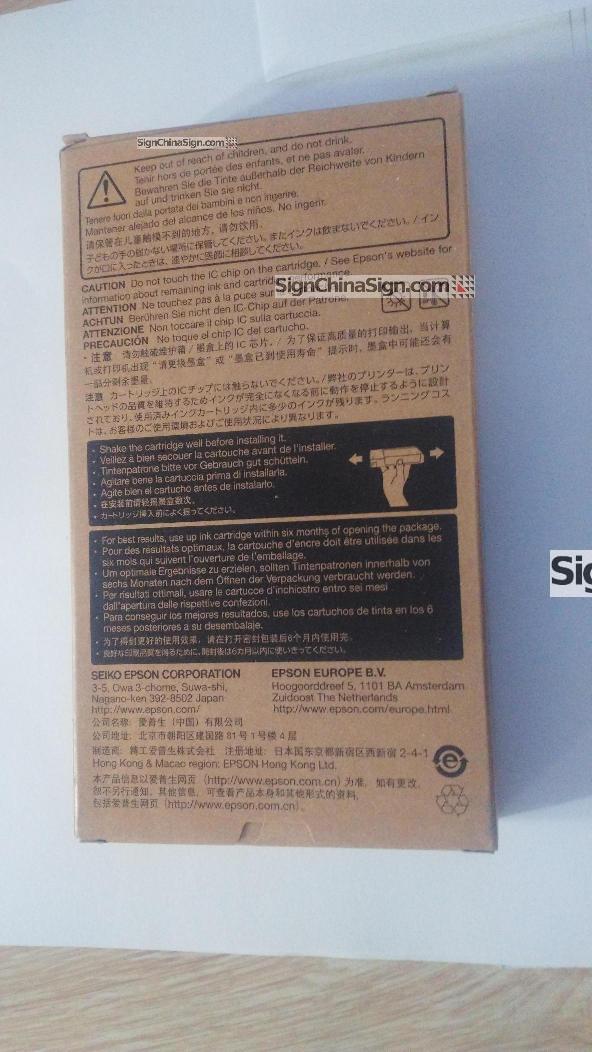 SignChinaSign.com
Keep out of reach of children, and do not drink.
Tenir hors de portée des enfants, et ne pas avaler.
Bewahren Sie die Tinte außerhalb der Reichweite von Kindern
auf und trinken Sie sie nicht.
Tenere fuori dalla portata dei bambini e non ingerire.
Mantener alejado del alcance de los niños. No ingerir.
请保管在儿童触摸不到的地方，请勿饮用。
子どもの手の届かない場所に保管してください。またインクは飲まないでください。/ イン
クが口に入ったときは、速やかに医師に相談してください。
CAUTION Do not touch the IC chip on the cartridge. / See Epson's website for
information about remaining ink and cartridge performance.
SignChinaSign.com
ATTENTION Ne touchez pas à la puce sur
ACHTUNG Berühren Sie nicht den IC-Chip auf der Patrone.
ATTENZIONE Non toccare il chip IC sulla cartuccia.
PRECAUCIÓN No toque el chip IC del cartucho.
・注意 请勿触碰维护箱 / 墨盒上的 IC 芯片。/ 为了保证高质量的打印输出，当计算
机或打印机出现“请更换墨盒”或“墨盒已到使用寿命”提示时，墨盒中可能还会有
一部分剩余墨量。
注意 カートリッジ上のICチップには触らないでください。/ 弊社のプリンターは、プリン
トヘッドの品質を維持するためインクが完全になくなる前に動作を停止するように設計
されており、使用済みインクカートリッジ内に多少のインクが残ります。ランニングコス
トは、お客様のご使用環境およびご使用状況により異なります。
• Shake the cartridge well before installing it.
• Veillez à bien secouer la cartouche avant de l'installer.
• Tintenpatrone bitte vor Gebrauch gut schütteln.
• Agitare bene la cartuccia prima di installarla.
• Agite bien el cartucho antes de instalarlo.
• 在安装前请轻摇墨盒数次。
• カートリッジ挿入前によく振ってください。
• For best results, use up ink cartridge within six months of opening the package.
• Pour des résultats optimaux, la cartouche d'encre doit être utilisée dans les
six mois qui suivent l'ouverture de l'emballage.
• Um optimale Ergebnisse zu erzielen, sollten Tintenpatronen innerhalb von
sechs Monaten nach dem Öffnen der Verpackung verbraucht werden.
• Per risultati ottimali, usare le cartucce d'inchiostro entro sei mesi
dall'apertura delle rispettive confezioni.
• Para conseguir los mejores resultados, use los cartuchos de tinta en los 6
meses posteriores a su desembalaje.
• 为了得到更好的使用效果，请在打开密封包装后6个月内使用完。
• 良好な印刷品質を得るために、開封後は6カ月以内に使いきってください。
Sig
SEIKO EPSON CORPORATION
3-5, Owa 3-chome, Suwa-shi,
Nagano-ken 392-8502 Japan
http://www.epson.com/
EPSON EUROPE B.V.
Hoogoorddreef 5, 1101 BA Amsterdam
Zuidoost The Netherlands
http://www.epson.com/europe.html
公司名称：爱普生（中国）有限公司
公司地址：北京市朝阳区建国路 81 号 1 号楼 4 层
制造商：精工爱普生株式会社 注册地址：日本国东京都新宿区西新宿 2-4-1
Hong Kong & Macao region: EPSON Hong Kong Ltd.
本产品信息以爱普生网页（http://www.epson.com.cn）为准，如有更改，
恕不另行通知。其他信息，可查看产品本身和其他形式的资料，
包括爱普生网页（http://www.epson.com.cn）。